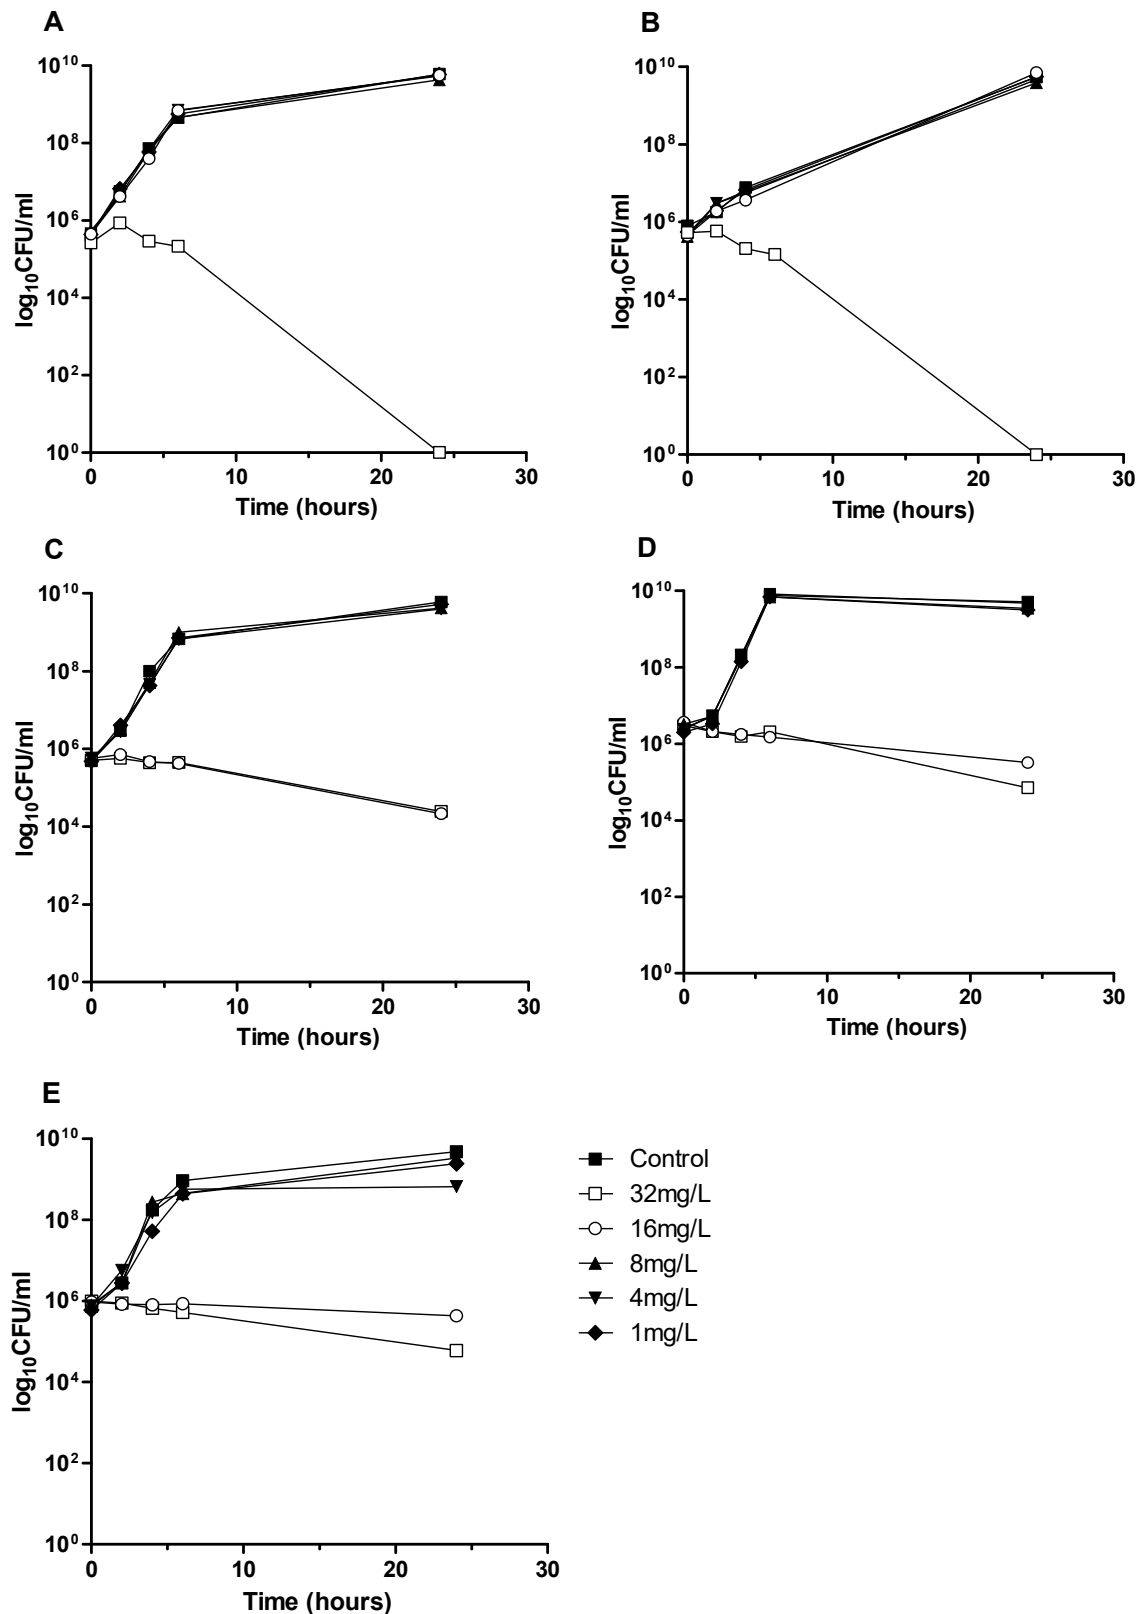 A
10¹⁰
10⁸
10⁶
10⁴
10²
10⁰
log₁₀CFU/ml
0 10 20 30
Time (hours)
B
10¹⁰
10⁸
10⁶
10⁴
10²
10⁰
log₁₀CFU/ml
0 10 20 30
Time (hours)
C
10¹⁰
10⁸
10⁶
10⁴
10²
10⁰
log₁₀CFU/ml
0 10 20 30
Time (hours)
D
10¹⁰
10⁸
10⁶
10⁴
10²
10⁰
log₁₀CFU/ml
0 10 20 30
Time (hours)
E
10¹⁰
10⁸
10⁶
10⁴
10²
10⁰
log₁₀CFU/ml
0 10 20 30
Time (hours)
Control
32mg/L
16mg/L
8mg/L
4mg/L
1mg/L